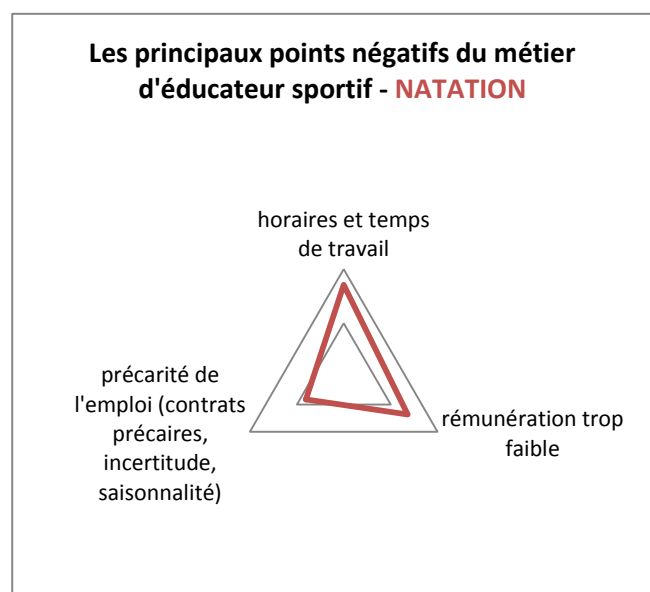 Les principaux points négatifs du métier
d'éducateur sportif - NATATION
horaires et temps
de travail
précarité de
l'emploi (contrats
précaires,
incertitude,
saisonnalité)
rémunération trop
faible